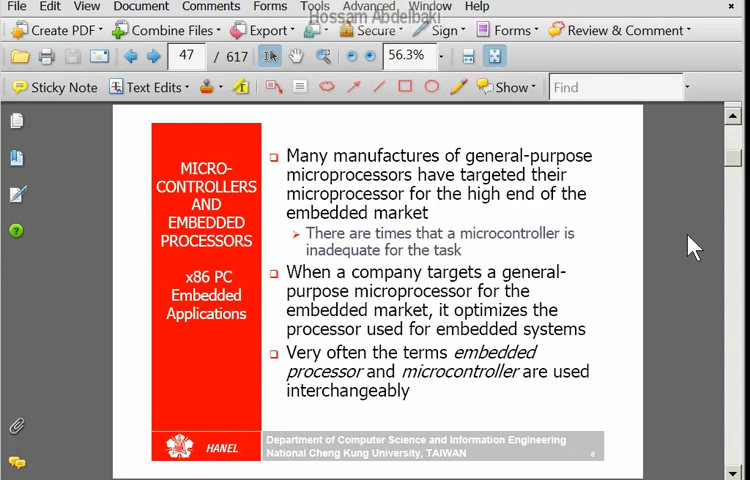 File Edit View Document Comments Forms Tools Advanced Window Help
Hossam Abdelbaki
Create PDF Combine Files Export Secure Sign Forms Review & Comment
47 / 617 56.3%
Sticky Note Text Edits Show Find
MICRO-
CONTROLLERS
AND
EMBEDDED
PROCESSORS
x86 PC
Embedded
Applications
Many manufactures of general-purpose
microprocessors have targeted their
microprocessor for the high end of the
embedded market
There are times that a microcontroller is
inadequate for the task
When a company targets a general-
purpose microprocessor for the
embedded market, it optimizes the
processor used for embedded systems
Very often the terms embedded
processor and microcontroller are used
interchangeably
HANEL
Department of Computer Science and Information Engineering
National Cheng Kung University, TAIWAN